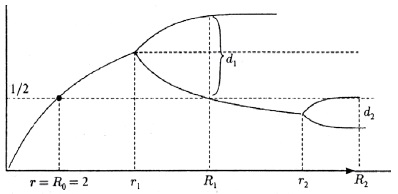 d₁
1/2
d₂
r = R₀ = 2 r₁ R₁ r₂ R₂